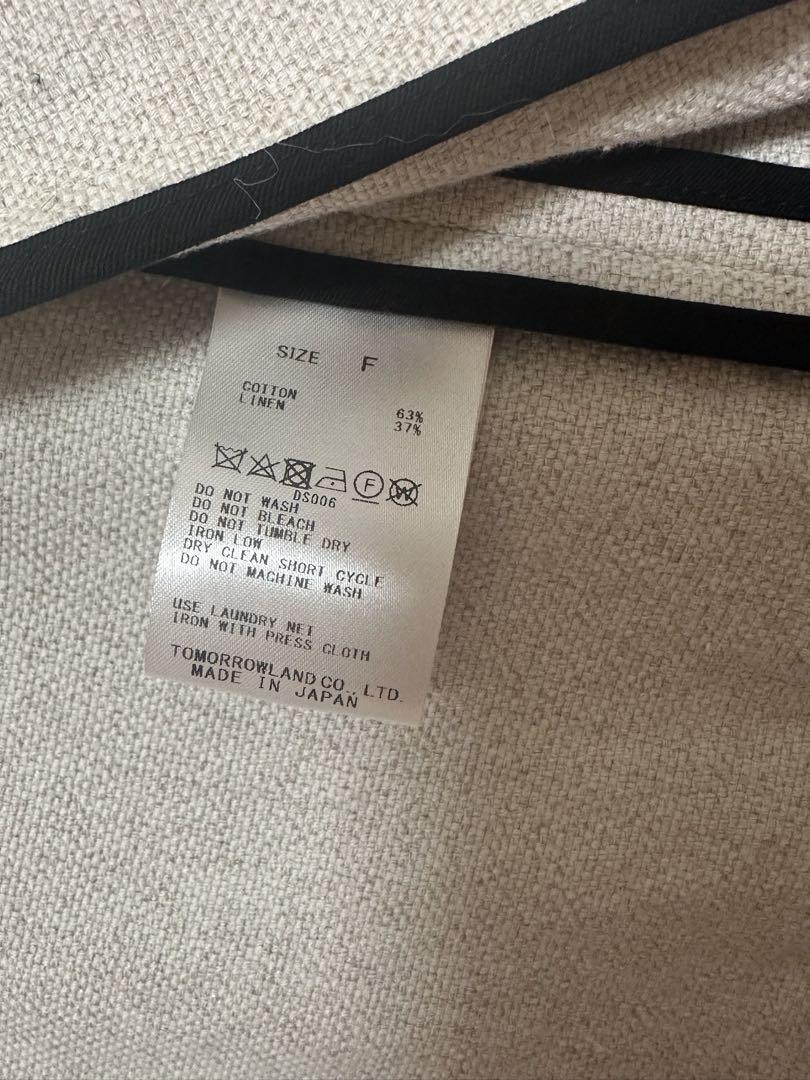 SIZE F
COTTON 63%
LINEN 37%
F W
DS006
DO NOT WASH
DO NOT BLEACH
DO NOT TUMBLE DRY
IRON LOW
DRY CLEAN SHORT CYCLE
DO NOT MACHINE WASH
USE LAUNDRY NET
IRON WITH PRESS CLOTH
TOMORROWLAND CO., LTD.
MADE IN JAPAN